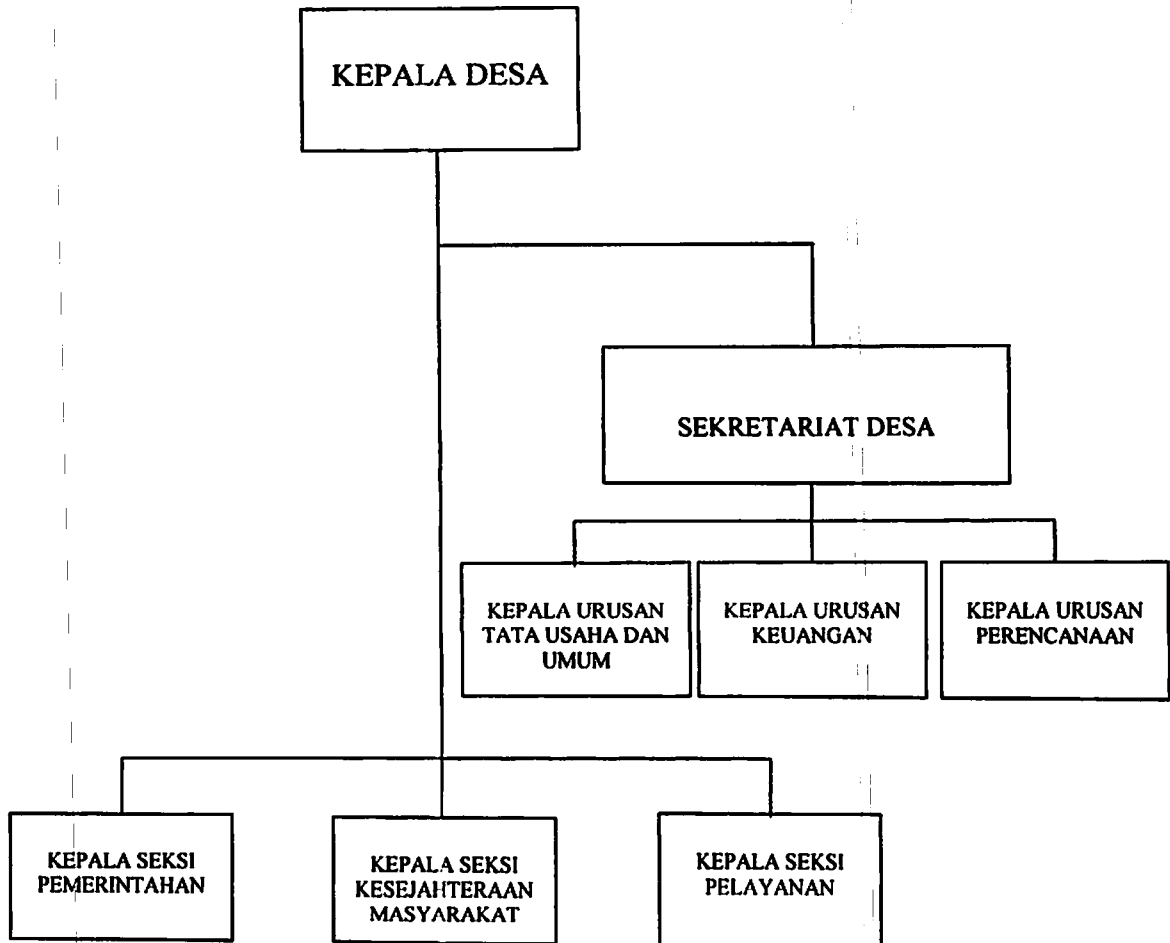 KEPALA DESA
SEKRETARIAT DESA
KEPALA URUSAN
TATA USAHA DAN
UMUM
KEPALA URUSAN
KEUANGAN
KEPALA URUSAN
PERENCANAAN
KEPALA SEKSI
PEMERINTAHAN
KEPALA SEKSI
KESEJAHTERAAN
MASYARAKAT
KEPALA SEKSI
PELAYANAN